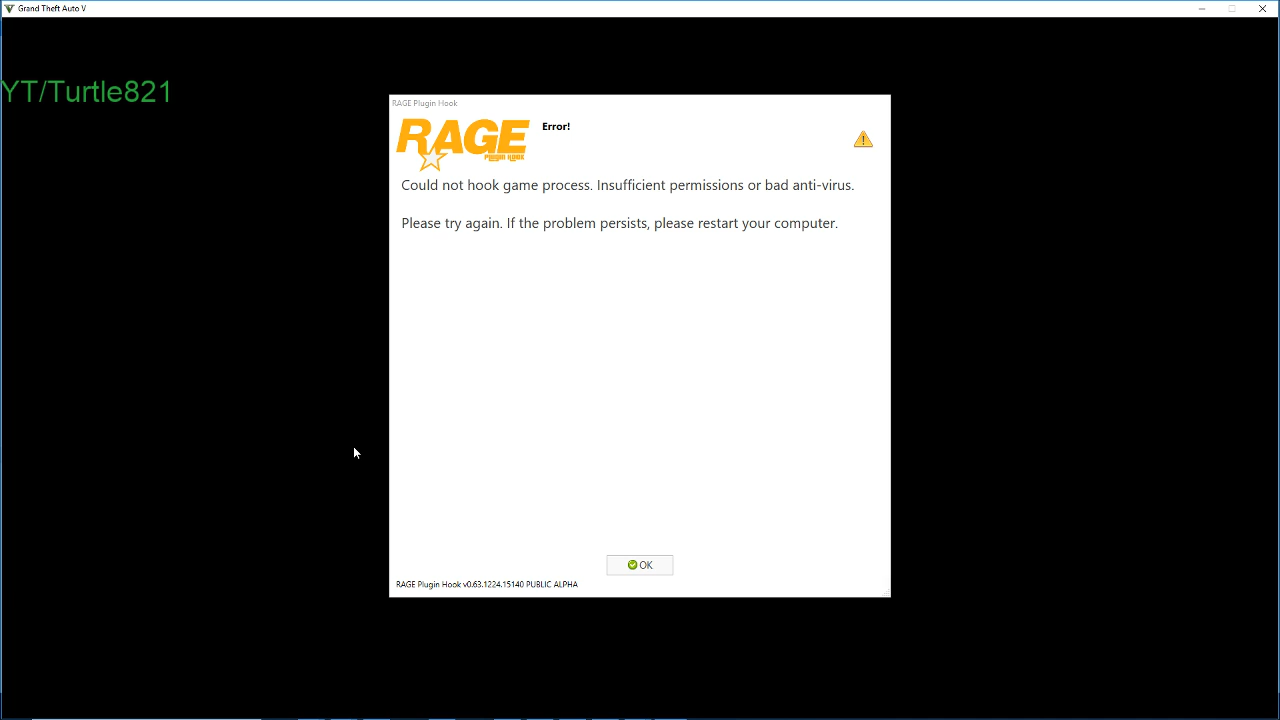 Grand Theft Auto V
YT/Turtle821
RAGE Plugin Hook
RAGE
PLUGIN HOOK
Error!
Could not hook game process. Insufficient permissions or bad anti-virus.
Please try again. If the problem persists, please restart your computer.
OK
RAGE Plugin Hook v0.63.1224.15140 PUBLIC ALPHA